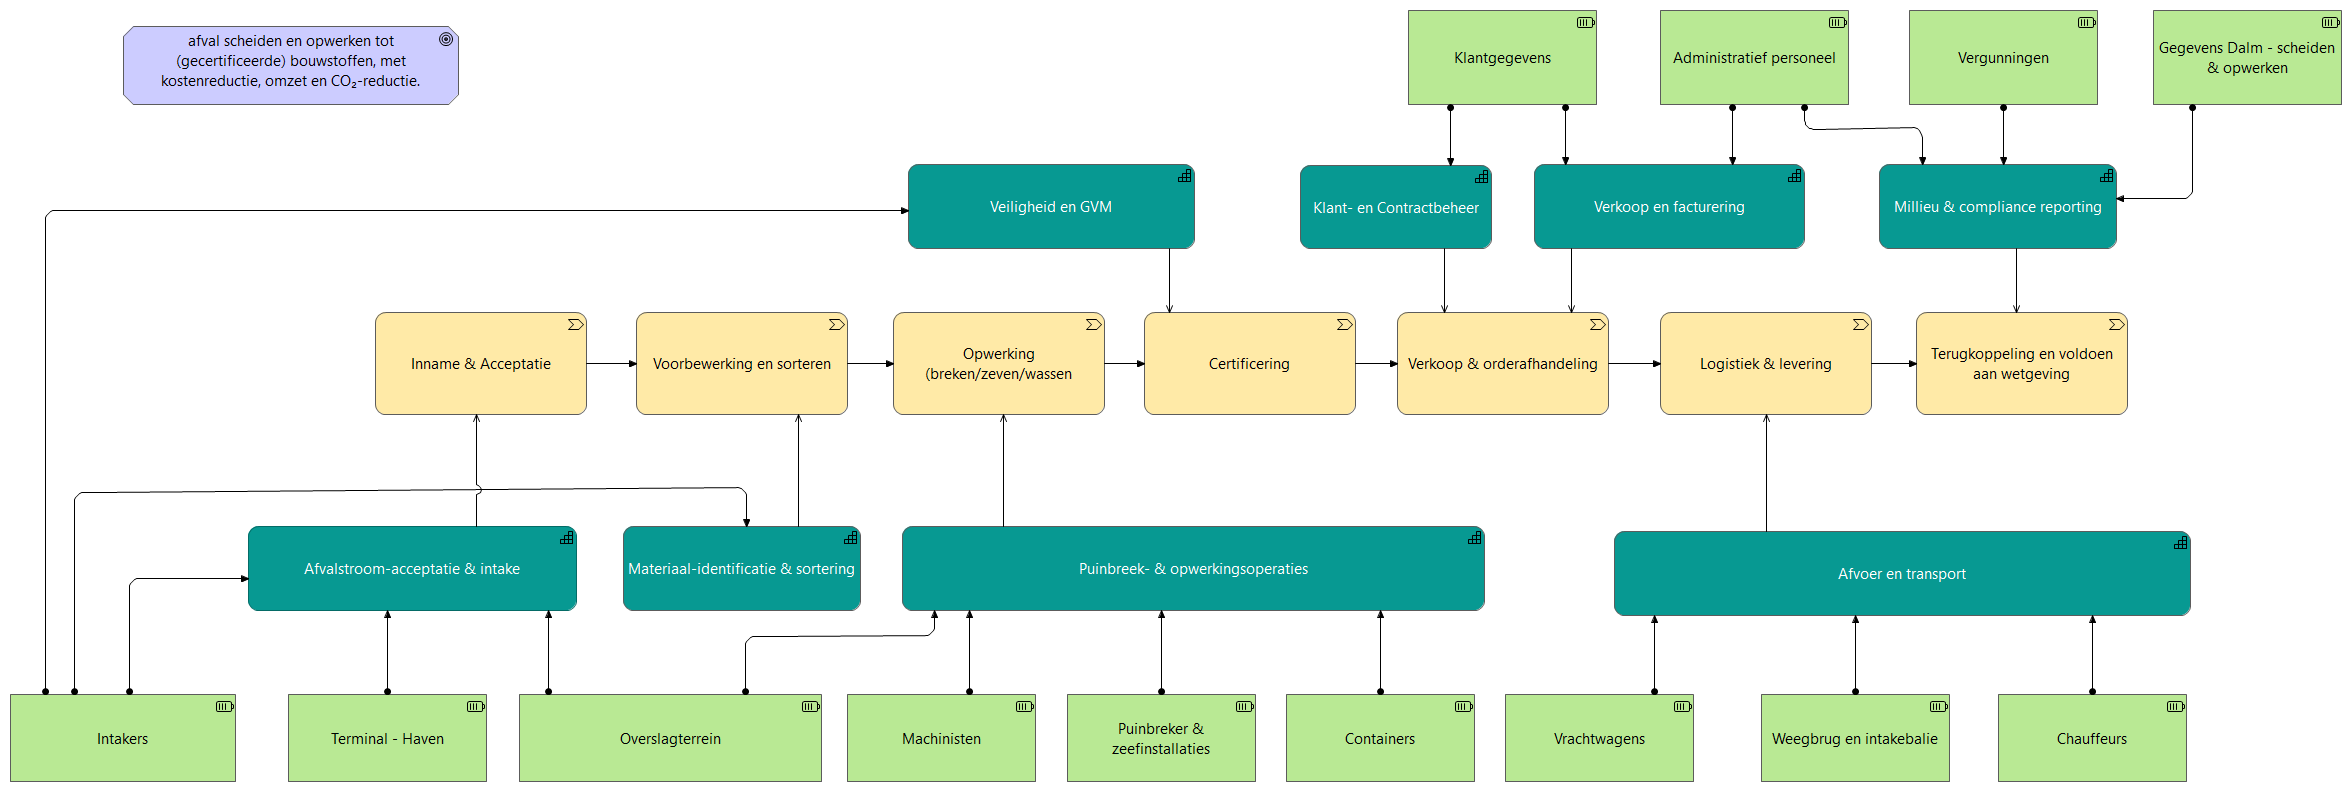 afval scheiden en opwerken tot
(gecertificeerde) bouwstoffen, met
kostenreductie, omzet en CO₂-reductie.
Klantgegevens
Administratief personeel
Vergunningen
Gegevens Dalm - scheiden
& opwerken
Veiligheid en GVM
Klant- en Contractbeheer
Verkoop en facturering
Millieu & compliance reporting
Inname & Acceptatie
Voorbewerking en sorteren
Opwerking
(breken/zeven/wassen
Certificering
Verkoop & orderafhandeling
Logistiek & levering
Terugkoppeling en voldoen
aan wetgeving
Afvalstroom-acceptatie & intake
Materiaal-identificatie & sortering
Puinbreek- & opwerkingsoperaties
Afvoer en transport
Intakers
Terminal - Haven
Overslagterrein
Machinisten
Puinbreker &
zeefinstallaties
Containers
Vrachtwagens
Weegbrug en intakebalie
Chauffeurs